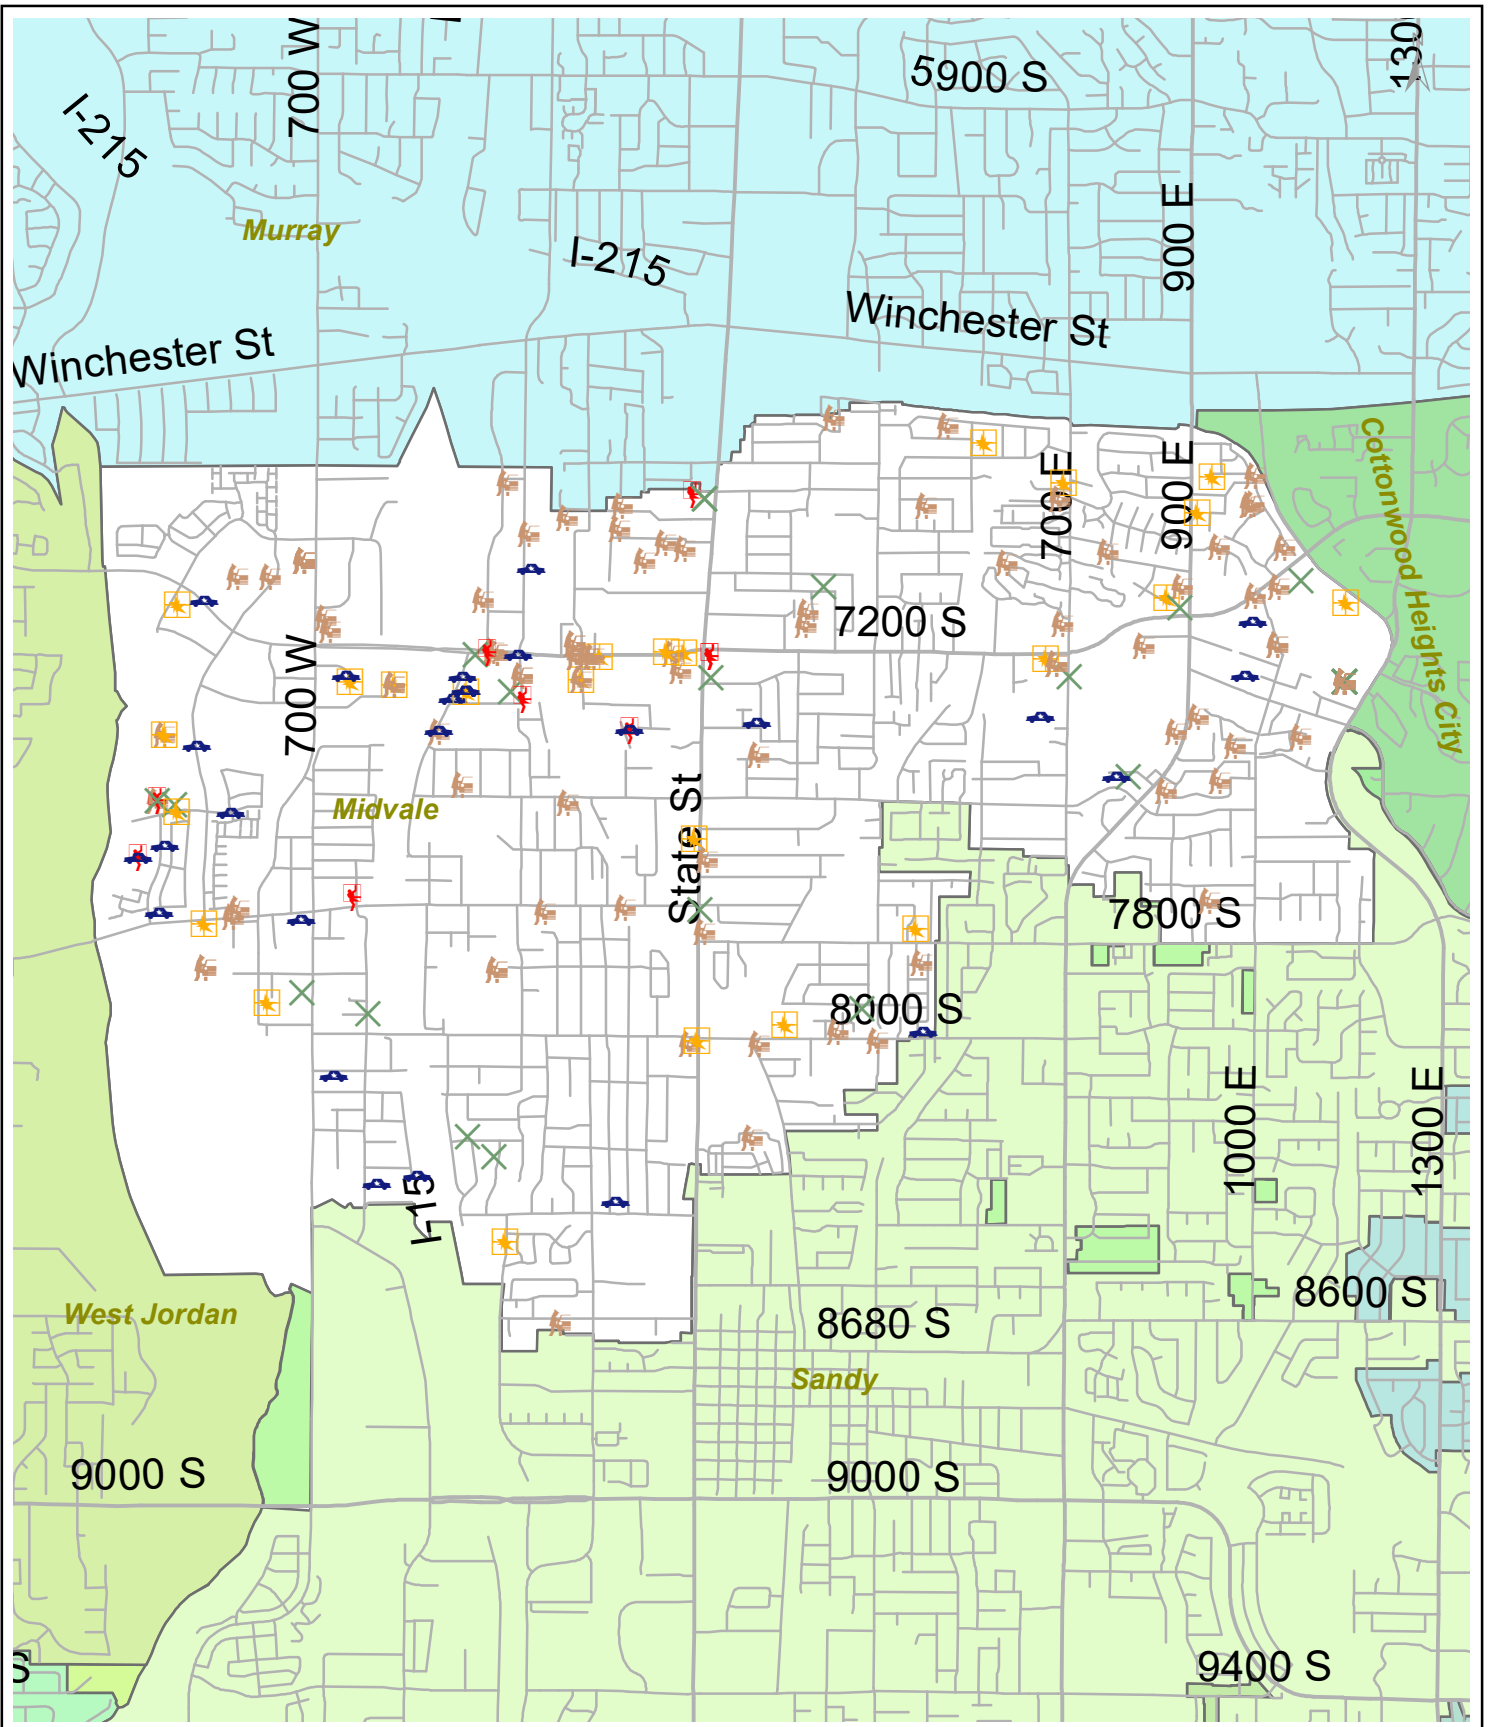 700 W
130
5900 S
I-215
Murray
900 E
I-215
Winchester St
Winchester St
Cottonwood Heights City
700 E
900 E
7200 S
700 W
Midvale
State St
7800 S
8000 S
1000 E
1300 E
I-15
8600 S
West Jordan
8680 S
Sandy
9000 S
9000 S
S
9400 S